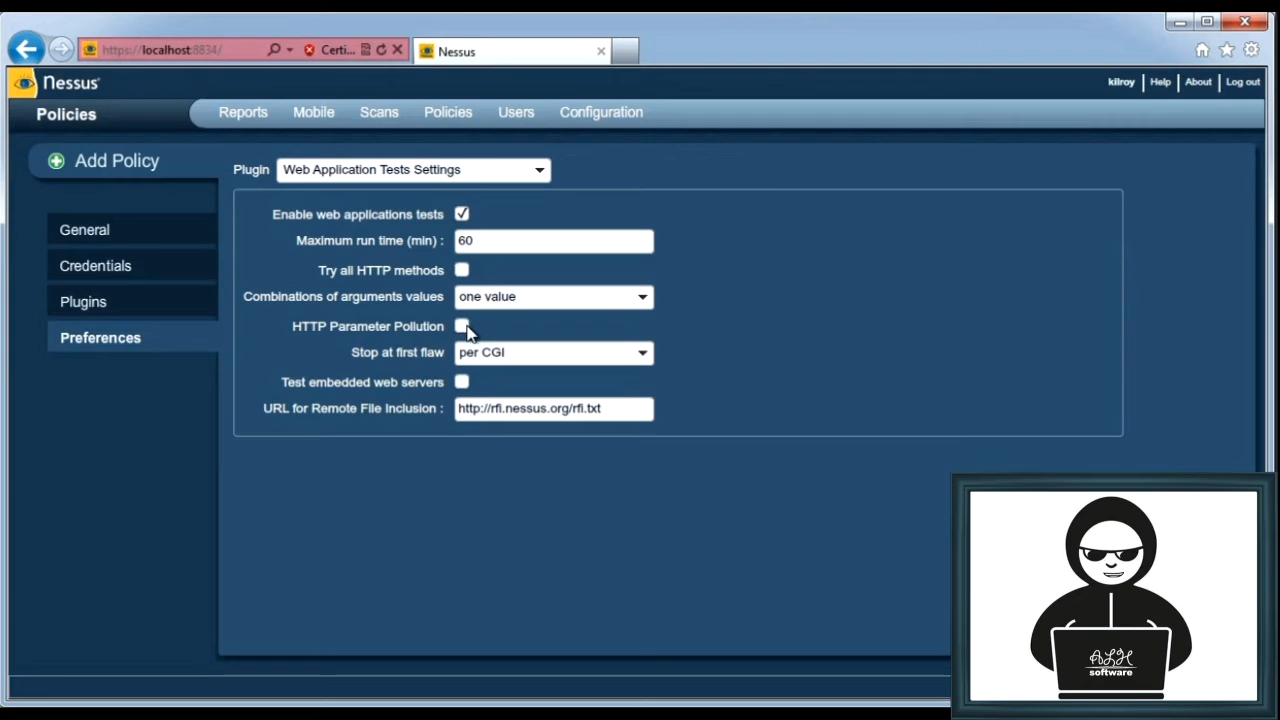 https://localhost:8834/
Certi...
Nessus
Nessus
kilroy | Help | About | Log out
Policies
Reports Mobile Scans Policies Users Configuration
Add Policy
Plugin Web Application Tests Settings
General
Credentials
Plugins
Preferences
Enable web applications tests
Maximum run time (min) : 60
Try all HTTP methods
Combinations of arguments values one value
HTTP Parameter Pollution
Stop at first flaw per CGI
Test embedded web servers
URL for Remote File Inclusion : http://rfi.nessus.org/rfi.txt
software